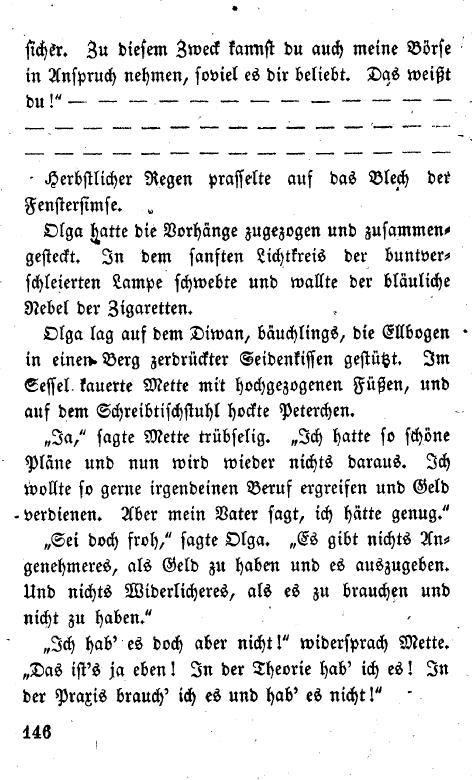 sicher. Zu diesem Zweck kannst du auch meine Börse
in Anspruch nehmen, soviel es dir beliebt. Das weißt
du!“ — — — — — — — — — — — — —
— — — — — — — — — — — — — — —
— — — — — — — — — — — — — — —
Herbstlicher Regen prasselte auf das Blech der
Fenstersimse.
Olga hatte die Vorhänge zugezogen und zusammen-
gesteckt. In dem sanften Lichtkreis der buntver-
schleierten Lampe schwebte und wallte der bläuliche
Nebel der Zigaretten.
Olga lag auf dem Diwan, bäuchlings, die Ellbogen
in einen Berg zerdrückter Seidenkissen gestützt. Im
Sessel kauerte Mette mit hochgezogenen Füßen, und
auf dem Schreibtischstuhl hockte Peterchen.
„Ja,“ sagte Mette trübselig. „Ich hatte so schöne
Pläne und nun wird wieder nichts daraus. Ich
wollte so gerne irgendeinen Beruf ergreifen und Geld
verdienen. Aber mein Vater sagt, ich hätte genug.“
„Sei doch froh,“ sagte Olga. „Es gibt nichts An-
genehmeres, als Geld zu haben und es auszugeben.
Und nichts Widerlicheres, als es zu brauchen und
nicht zu haben.“
„Ich hab’ es doch aber nicht!“ widersprach Mette.
„Das ist’s ja eben! In der Theorie hab’ ich es! In
der Praxis brauch’ ich es und hab’ es nicht!“
146